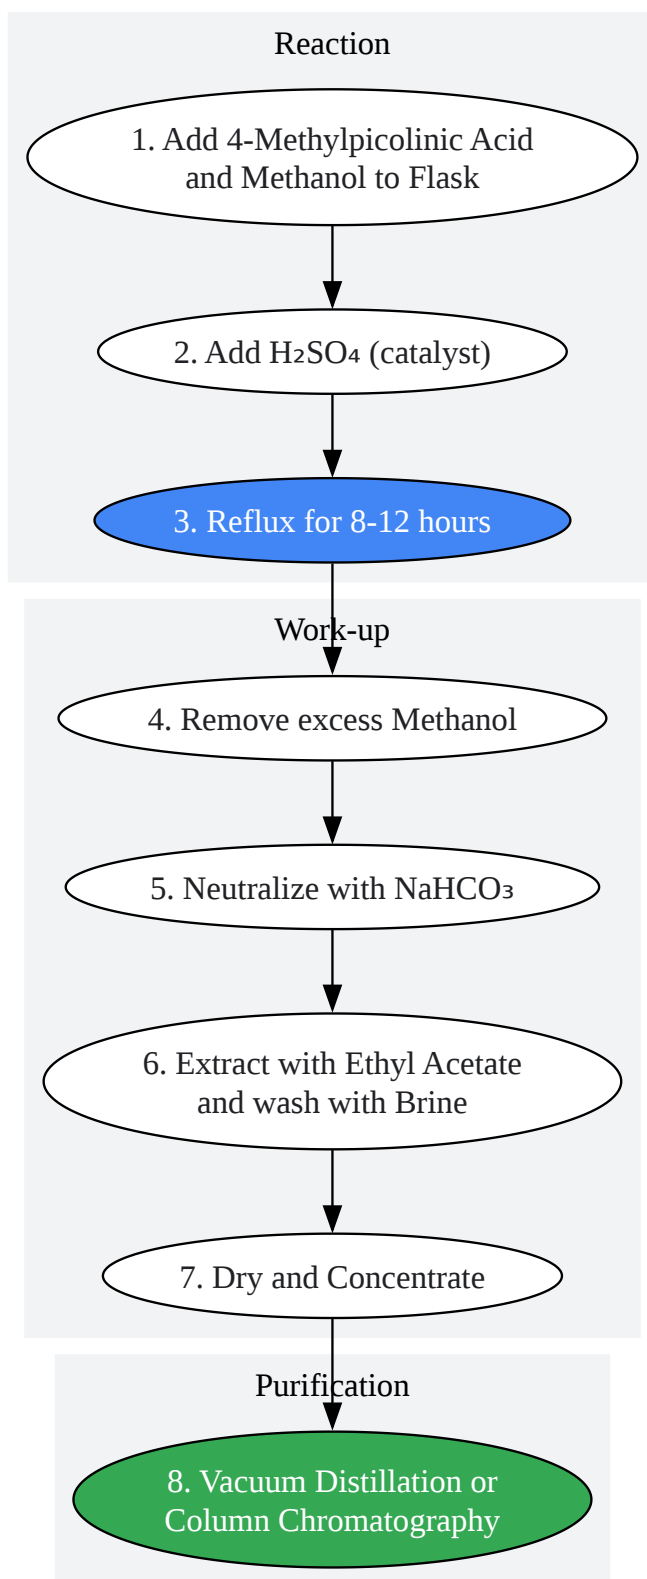 Reaction
1. Add 4-Methylpicolinic Acid
and Methanol to Flask
2. Add H₂SO₄ (catalyst)
3. Reflux for 8-12 hours
Work-up
4. Remove excess Methanol
5. Neutralize with NaHCO₃
6. Extract with Ethyl Acetate
and wash with Brine
7. Dry and Concentrate
Purification
8. Vacuum Distillation or
Column Chromatography